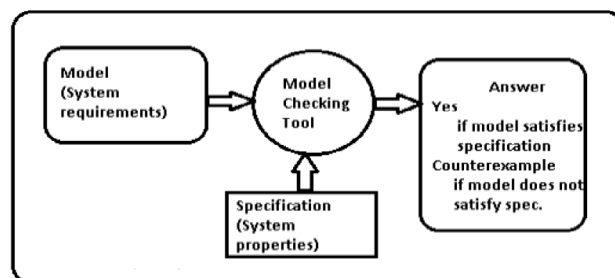 Model
(System
requirements)
Model
Checking
Tool
Specification
(System
properties)
Answer
Yes
if model satisfies
specification
Counterexample
if model does not
satisfy spec.